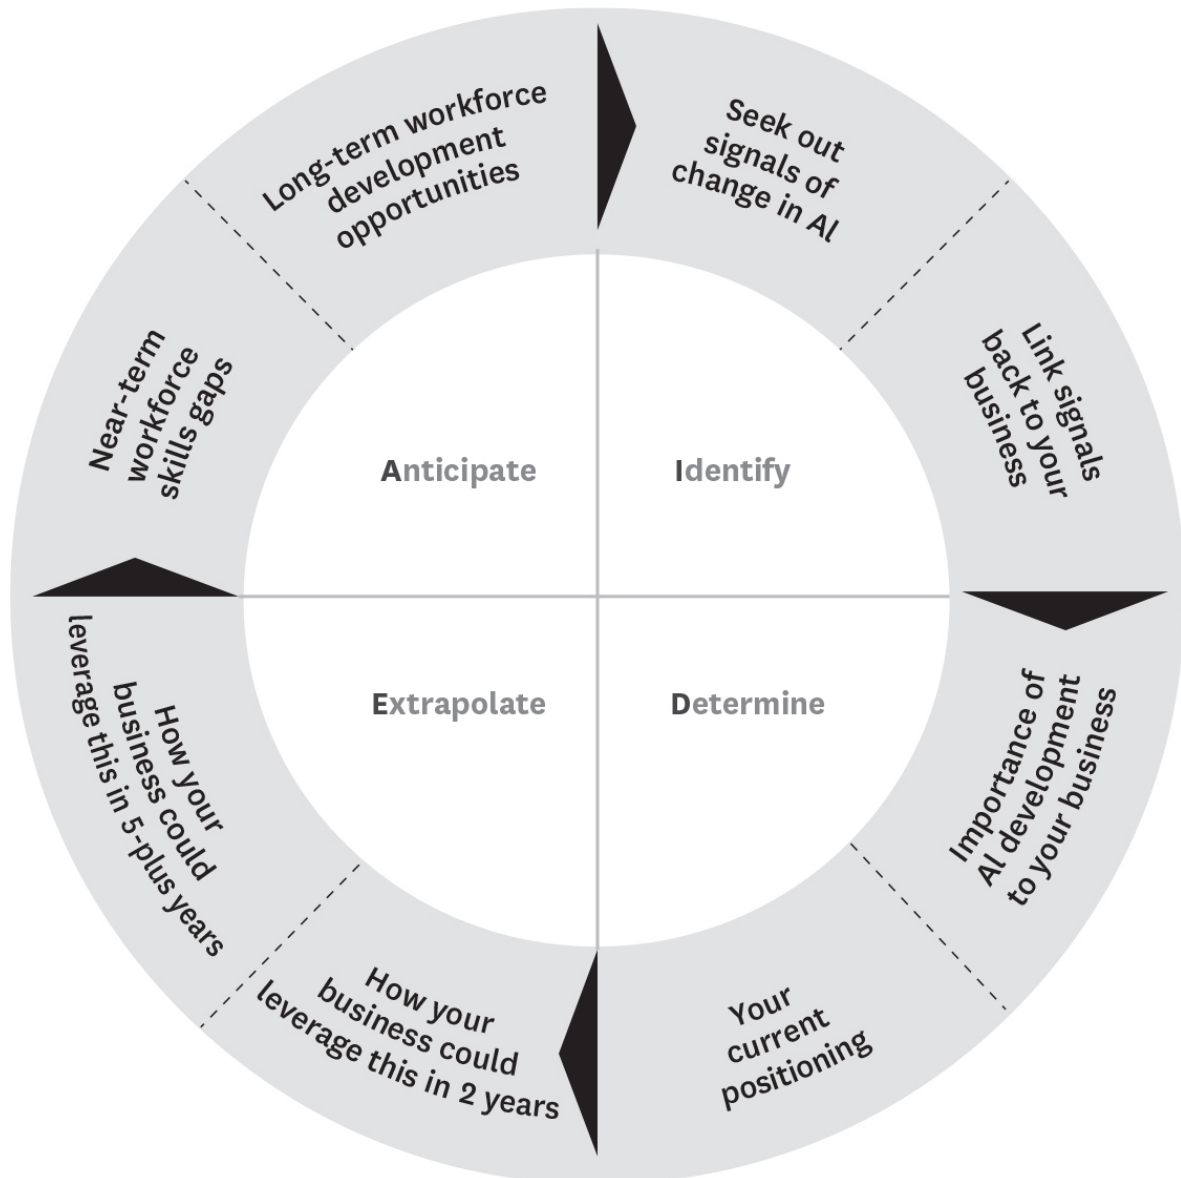 Seek out
signals of
change in AI
Link signals
back to your
business
Importance of
AI development
to your business
Your
current
positioning
How your
business could
leverage this in 2 years
How your
business could
leverage this in 5-plus years
Near-term
workforce
skills gaps
Long-term workforce
development
opportunities
Anticipate
Identify
Extrapolate
Determine